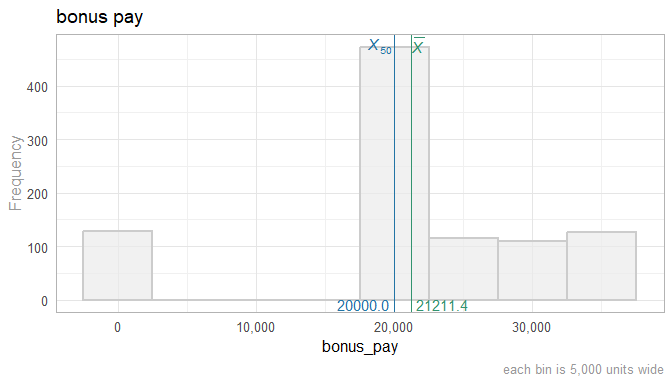 bonus pay
X50 X
400
300
200
100
0
Frequency
20000.0 21211.4
0 10,000 20,000 30,000
bonus_pay
each bin is 5,000 units wide